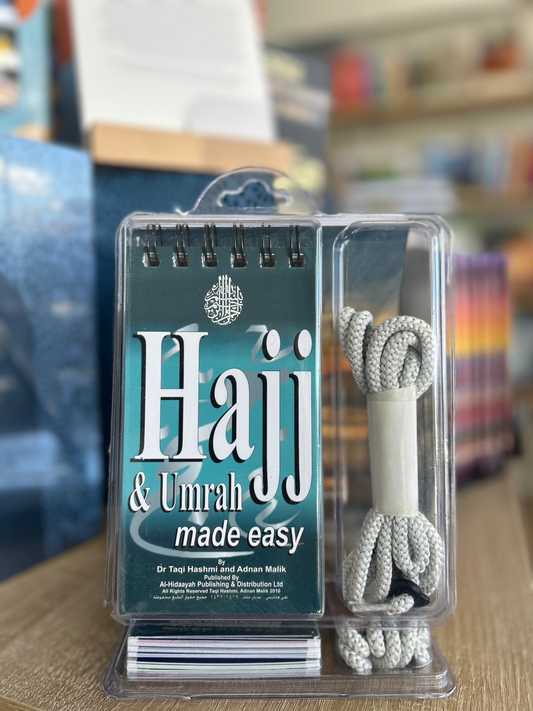 Hajj
& Umrah
made easy
By
Dr Taqi Hashmi and Adnan Malik
Published By
Al-Hidaayah Publishing & Distribution Ltd
All Rights Reserved Taqi Hashmi, Adnan Malik 2010